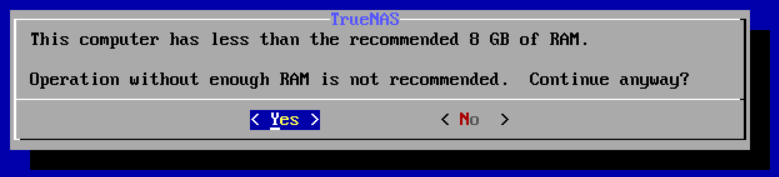 TrueNAS
This computer has less than the recommended 8 GB of RAM.
Operation without enough RAM is not recommended.  Continue anyway?
< Yes > < No >